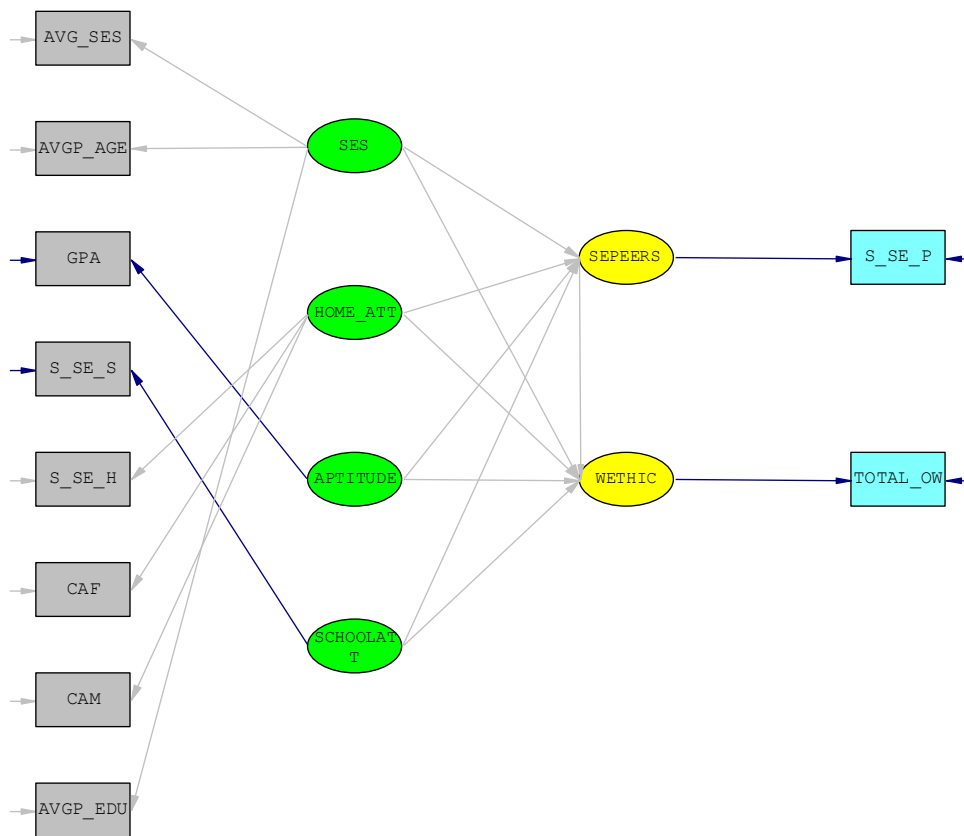 AVG_SES
AVGP_AGE
GPA
S_SE_S
S_SE_H
CAF
CAM
AVGP_EDU
SES
HOME_ATT
APTITUDE
SCHOOLAT
T
SEPEERS
WETHIC
S_SE_P
TOTAL_OW